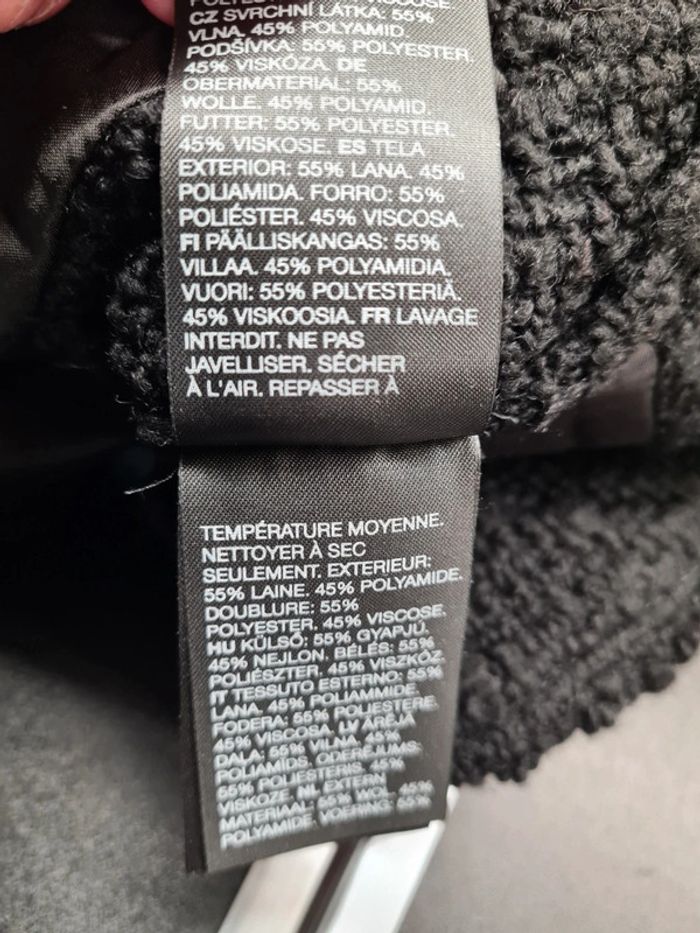 POLYESTER. 45% VISCOSE.
CZ SVRCHNÍ LÁTKA: 55%
VLNA. 45% POLYAMID.
PODŠÍVKA: 55% POLYESTER.
45% VISKÓZA. DE
OBERMATERIAL: 55%
WOLLE. 45% POLYAMID.
FUTTER: 55% POLYESTER.
45% VISKOSE. ES TELA
EXTERIOR: 55% LANA. 45%
POLIAMIDA. FORRO: 55%
POLIÉSTER. 45% VISCOSA.
FI PÄÄLLISKANGAS: 55%
VILLAA. 45% POLYAMIDIA.
VUORI: 55% POLYESTERIÄ.
45% VISKOOSIA. FR LAVAGE
INTERDIT. NE PAS
JAVELLISER. SÉCHER
À L'AIR. REPASSER À
TEMPÉRATURE MOYENNE.
NETTOYER À SEC
SEULEMENT. EXTERIEUR:
55% LAINE. 45% POLYAMIDE.
DOUBLURE: 55%
POLYESTER. 45% VISCOSE.
HU KÜLSŐ: 55% GYAPJÚ.
45% NEJLON. BÉLÉS: 55%
POLIÉSZTER. 45% VISZKÓZ.
IT TESSUTO ESTERNO: 55%
LANA. 45% POLIAMMIDE.
FODERA: 55% POLIESTERE.
45% VISCOSA. LV ĀRĒJĀ
DAĻA: 55% VILNA. 45%
POLIAMĪDS. ODERĒJUMS:
55% POLIESTERIS. 45%
VISKOZE. NL EXTERN
MATERIAAL: 55% WOL. 45%
POLYAMIDE. VOERING: 55%